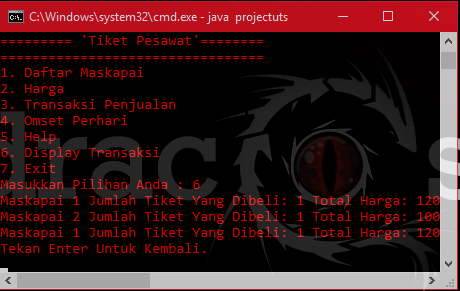 C:\Windows\system32\cmd.exe - java projectuts
========= 'Tiket Pesawat'========
=================================
1. Daftar Maskapai
2. Harga
3. Transaksi Penjualan
4. Omset Perhari
5. Help
6. Display Transaksi
7. Exit
Masukkan Pilihan Anda : 6
Maskapai 1 Jumlah Tiket Yang Dibeli: 1 Total Harga: 120
Maskapai 2 Jumlah Tiket Yang Dibeli: 1 Total Harga: 100
Maskapai 1 Jumlah Tiket Yang Dibeli: 1 Total Harga: 120
Tekan Enter Untuk Kembali.